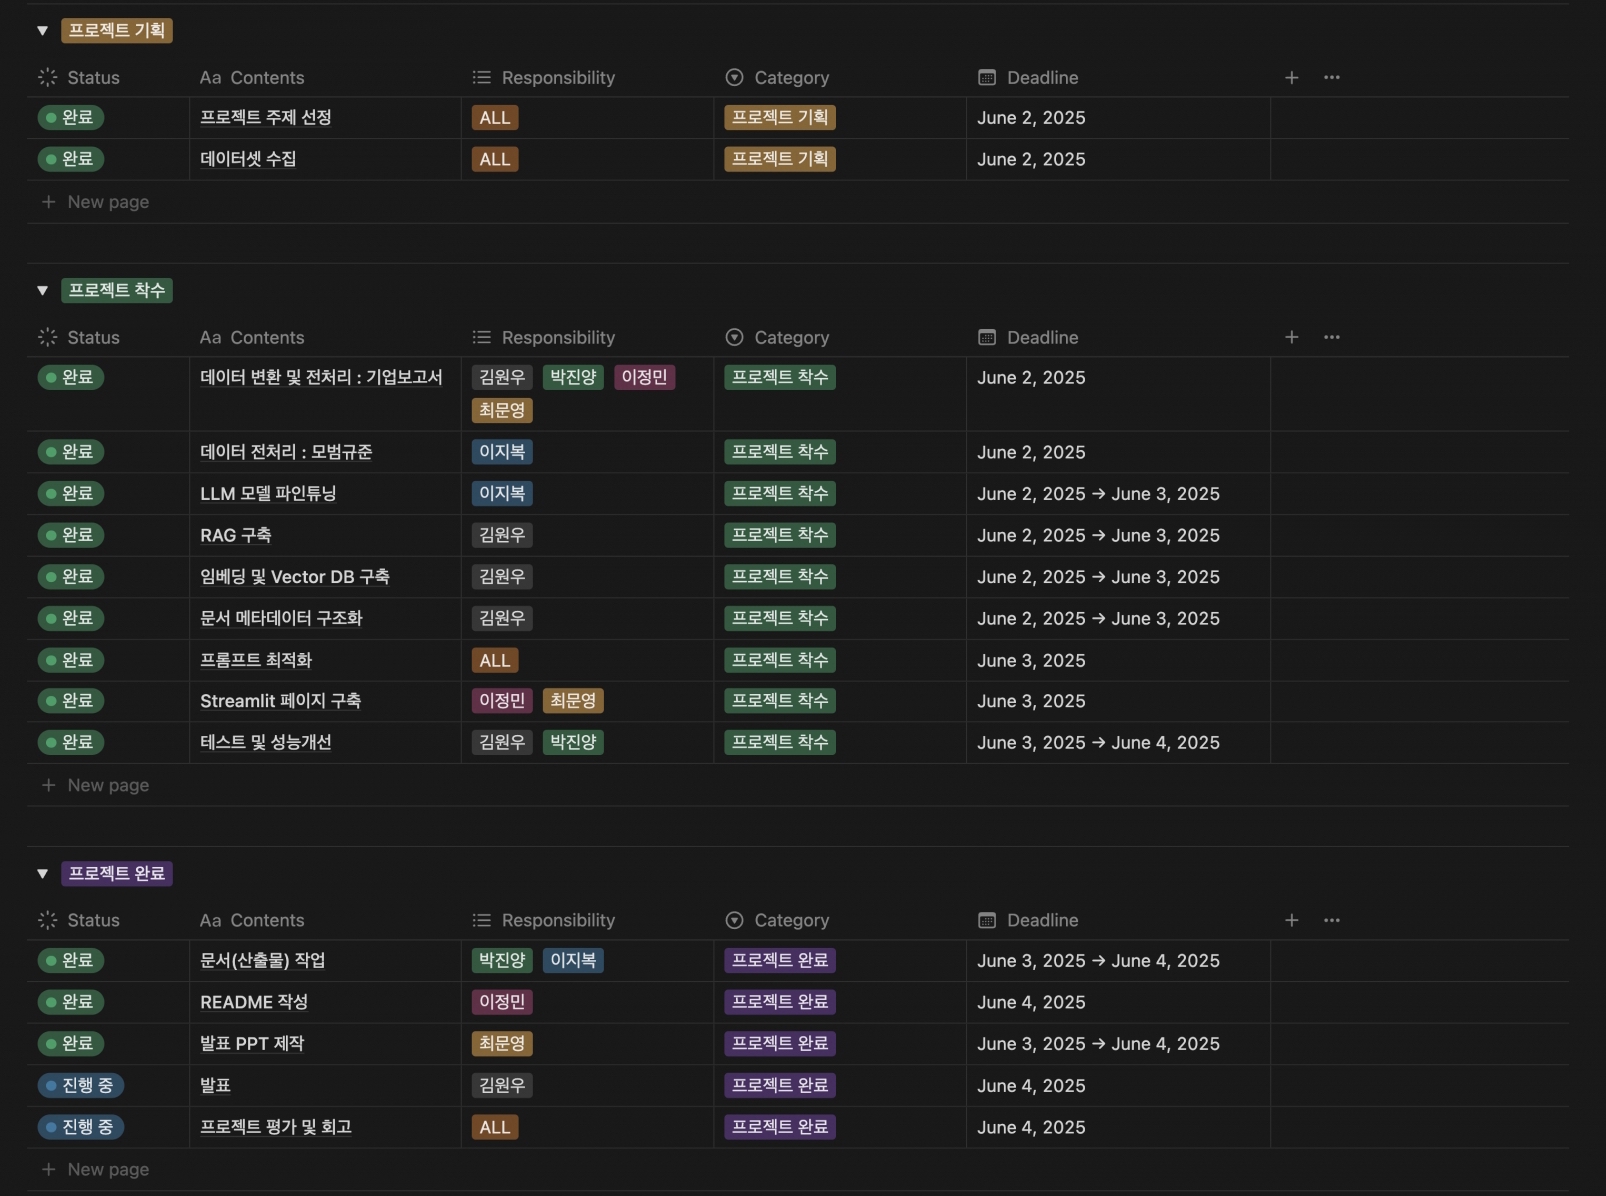 프로젝트 기획
Status Aa Contents Responsibility Category Deadline
완료 프로젝트 주제 선정 ALL 프로젝트 기획 June 2, 2025
완료 데이터셋 수집 ALL 프로젝트 기획 June 2, 2025
+ New page
프로젝트 착수
Status Aa Contents Responsibility Category Deadline
완료 데이터 변환 및 전처리 : 기업보고서 김원우 박진양 이정민 프로젝트 착수 June 2, 2025
최문영
완료 데이터 전처리 : 모범규준 이지복 프로젝트 착수 June 2, 2025
완료 LLM 모델 파인튜닝 이지복 프로젝트 착수 June 2, 2025 → June 3, 2025
완료 RAG 구축 김원우 프로젝트 착수 June 2, 2025 → June 3, 2025
완료 임베딩 및 Vector DB 구축 김원우 프로젝트 착수 June 2, 2025 → June 3, 2025
완료 문서 메타데이터 구조화 김원우 프로젝트 착수 June 2, 2025 → June 3, 2025
완료 프롬프트 최적화 ALL 프로젝트 착수 June 3, 2025
완료 Streamlit 페이지 구축 이정민 최문영 프로젝트 착수 June 3, 2025
완료 테스트 및 성능개선 김원우 박진양 프로젝트 착수 June 3, 2025 → June 4, 2025
+ New page
프로젝트 완료
Status Aa Contents Responsibility Category Deadline
완료 문서(산출물) 작업 박진양 이지복 프로젝트 완료 June 3, 2025 → June 4, 2025
완료 README 작성 이정민 프로젝트 완료 June 4, 2025
완료 발표 PPT 제작 최문영 프로젝트 완료 June 3, 2025 → June 4, 2025
진행 중 발표 김원우 프로젝트 완료 June 4, 2025
진행 중 프로젝트 평가 및 회고 ALL 프로젝트 완료 June 4, 2025
+ New page